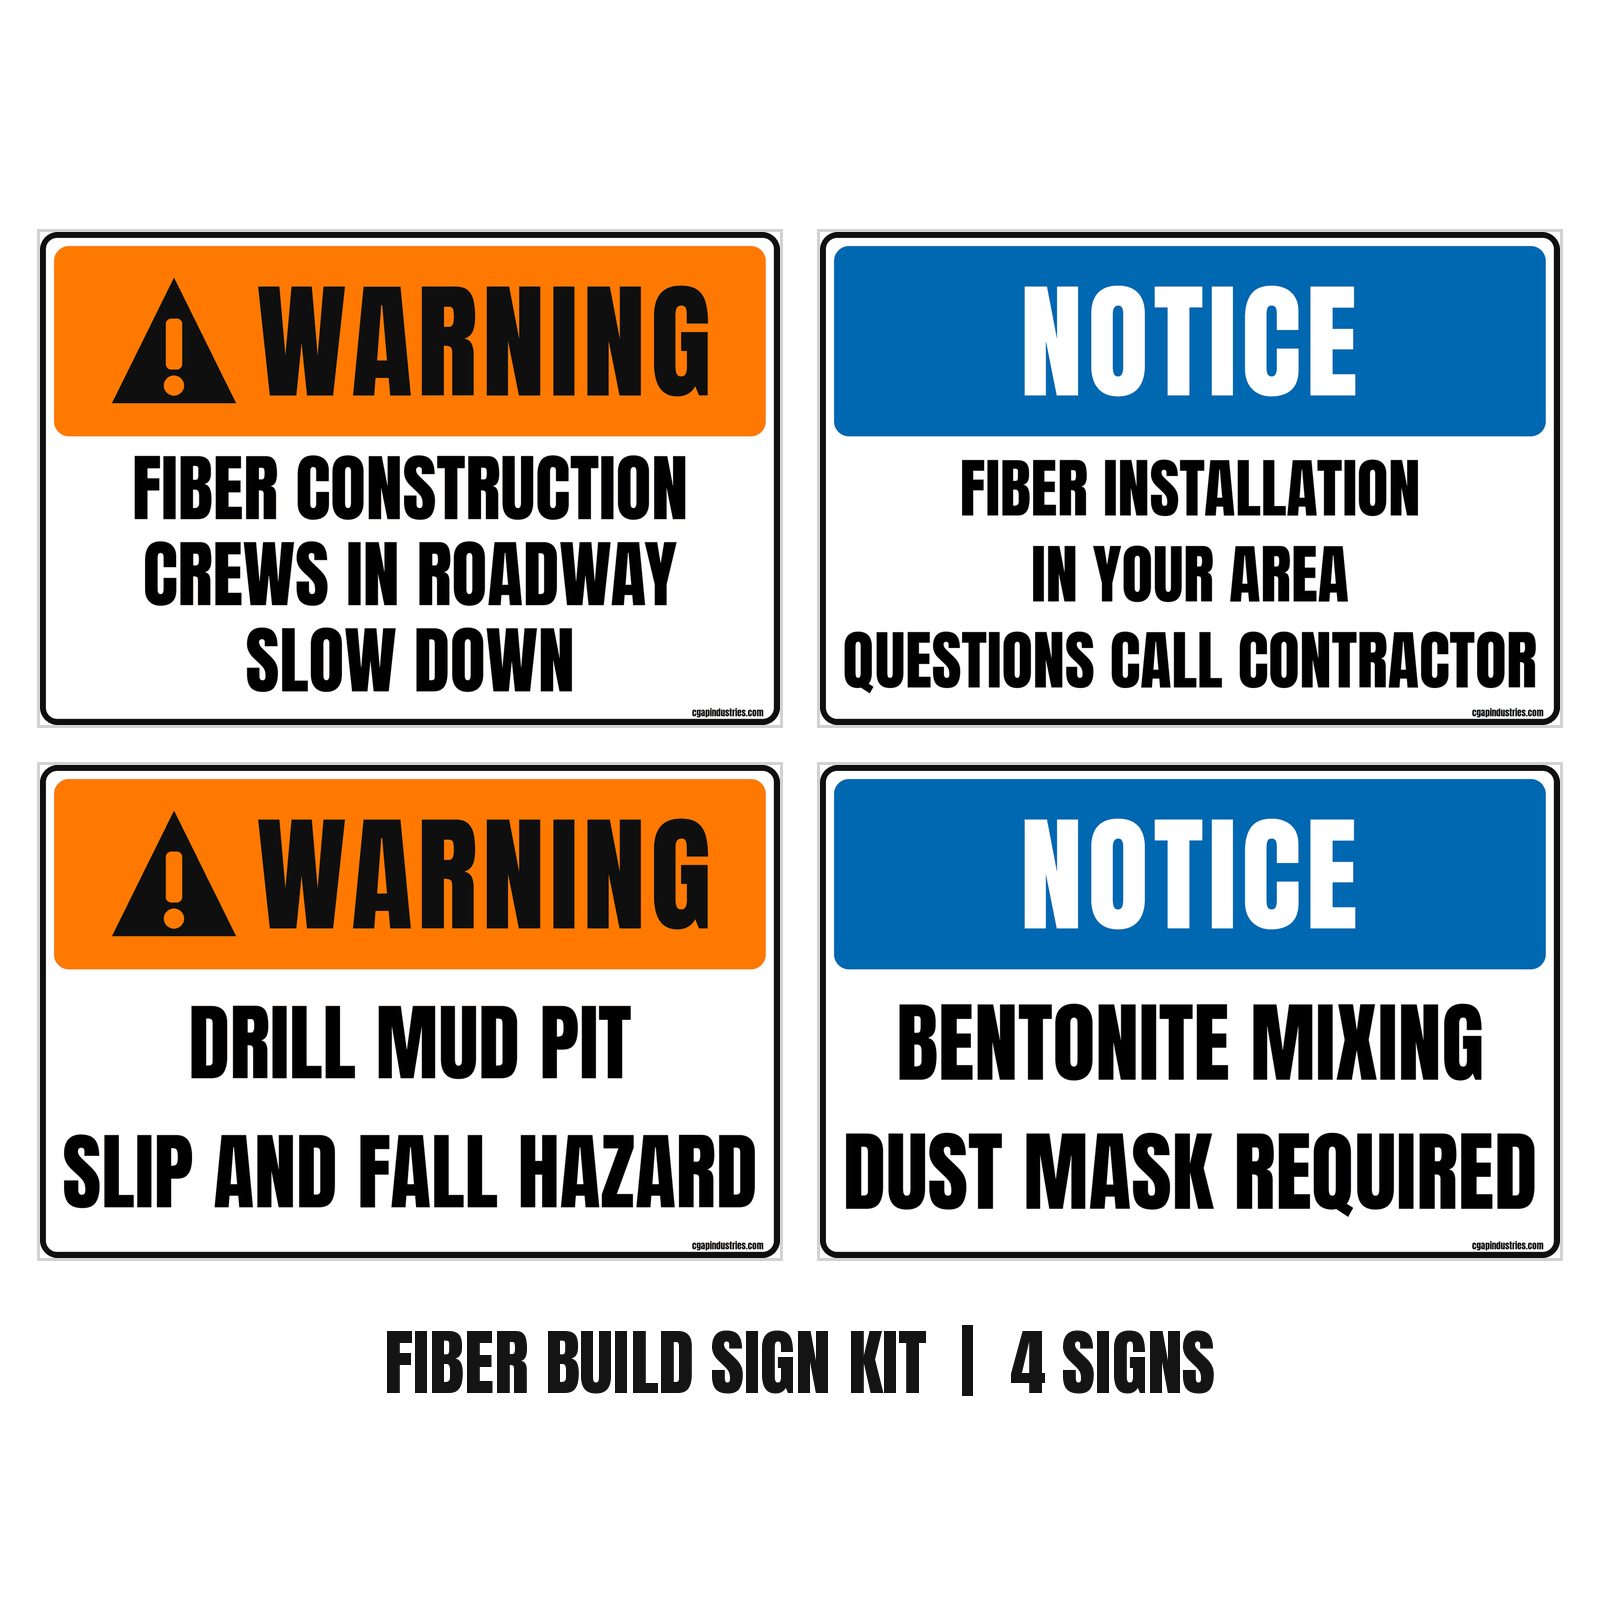 WARNING
FIBER CONSTRUCTION
CREWS IN ROADWAY
SLOW DOWN
cgapindustries.com
NOTICE
FIBER INSTALLATION
IN YOUR AREA
QUESTIONS CALL CONTRACTOR
cgapindustries.com
WARNING
DRILL MUD PIT
SLIP AND FALL HAZARD
cgapindustries.com
NOTICE
BENTONITE MIXING
DUST MASK REQUIRED
cgapindustries.com
FIBER BUILD SIGN KIT | 4 SIGNS